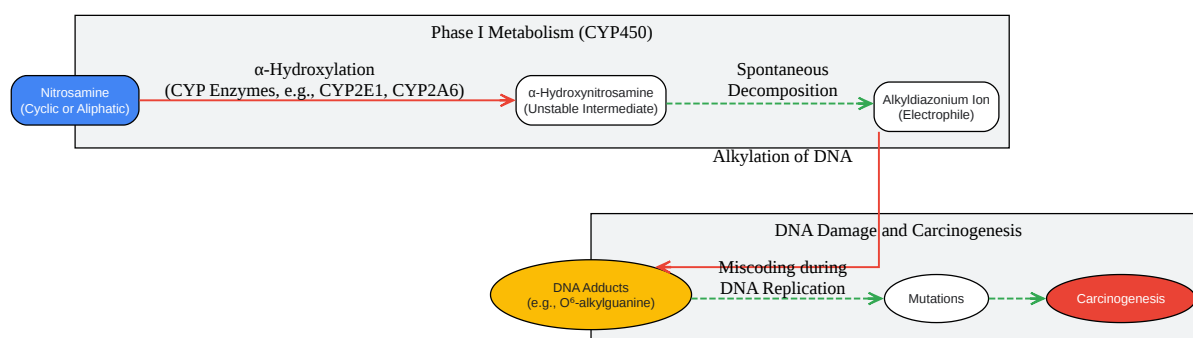 Phase I Metabolism (CYP450)
Nitrosamine
(Cyclic or Aliphatic)
α-Hydroxylation
(CYP Enzymes, e.g., CYP2E1, CYP2A6)
α-Hydroxynitrosamine
(Unstable Intermediate)
Spontaneous
Decomposition
Alkyldiazonium Ion
(Electrophile)
Alkylation of DNA
DNA Damage and Carcinogenesis
DNA Adducts
(e.g., O⁶-alkylguanine)
Miscoding during
DNA Replication
Mutations
Carcinogenesis